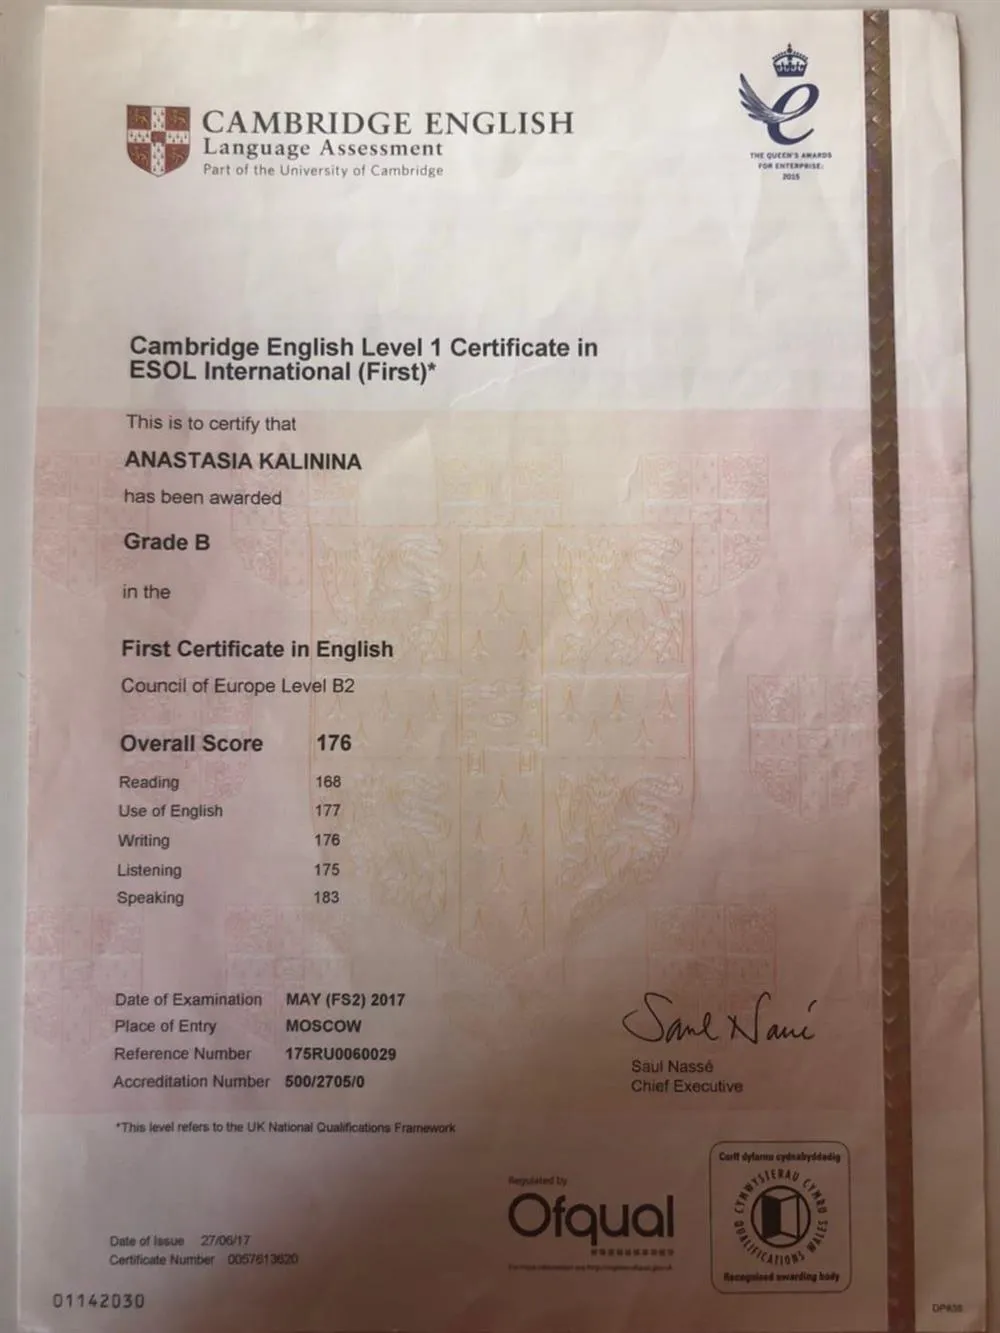 CAMBRIDGE ENGLISH
Language Assessment
Part of the University of Cambridge
THE QUEEN'S AWARDS
FOR ENTERPRISE:
2015
Cambridge English Level 1 Certificate in
ESOL International (First)*
This is to certify that
ANASTASIA KALININA
has been awarded
Grade B
in the
First Certificate in English
Council of Europe Level B2
Overall Score 176
Reading 168
Use of English 177
Writing 176
Listening 175
Speaking 183
Date of Examination MAY (FS2) 2017
Place of Entry MOSCOW
Reference Number 175RU0060029
Accreditation Number 500/2705/0
Saul Nassé
Saul Nassé
Chief Executive
*This level refers to the UK National Qualifications Framework
Regulated by
Ofqual
Corff dyfarnu cydnabyddedig
CYMWYSTERAU CYMRU
QUALIFICATIONS WALES
Recognised awarding body
Date of Issue 27/06/17
Certificate Number 0057613620
01142030